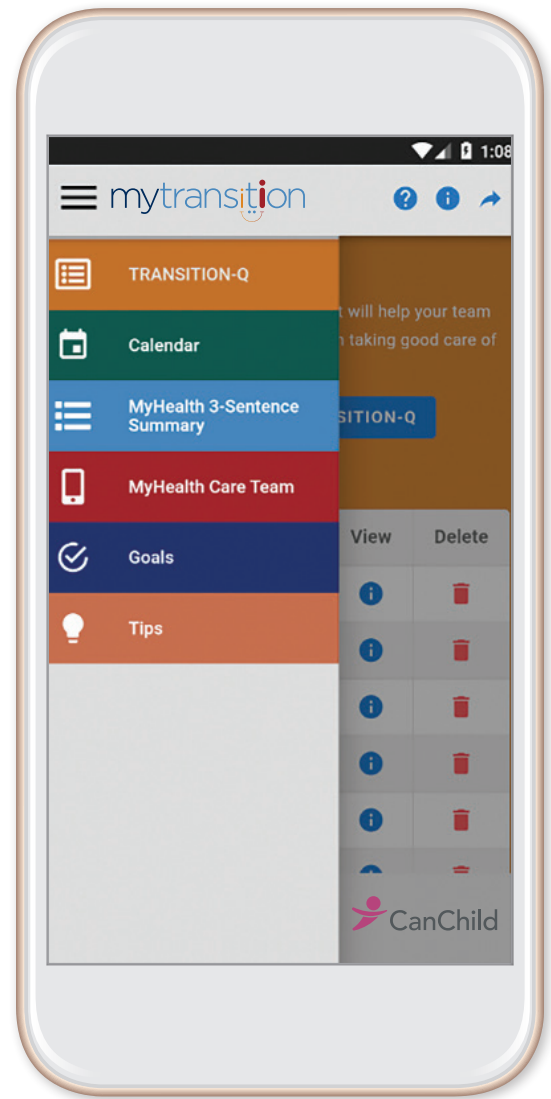 1:08
mytransition
TRANSITION-Q
t will help your team
taking good care of
Calendar
MyHealth 3-Sentence
Summary
SITION-Q
MyHealth Care Team
View Delete
Goals
Tips
CanChild